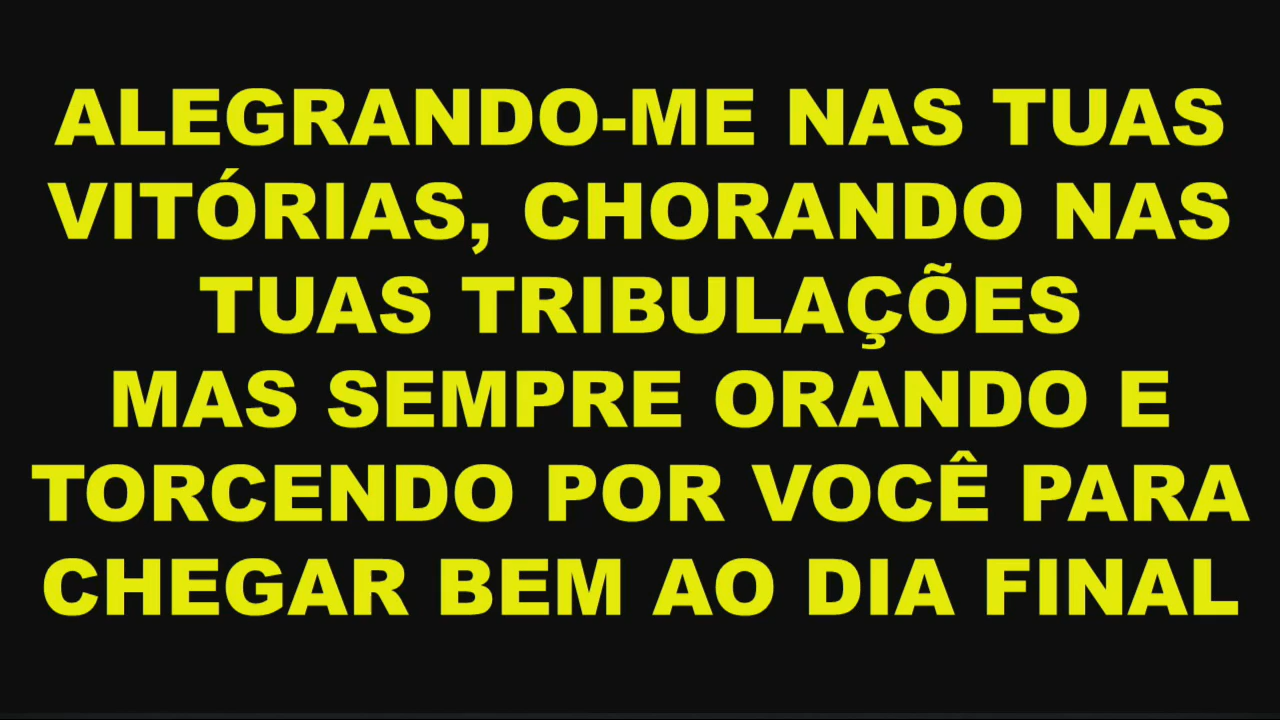 ALEGRANDO-ME NAS TUAS
VITÓRIAS, CHORANDO NAS
TUAS TRIBULAÇÕES
MAS SEMPRE ORANDO E
TORCENDO POR VOCÊ PARA
CHEGAR BEM AO DIA FINAL